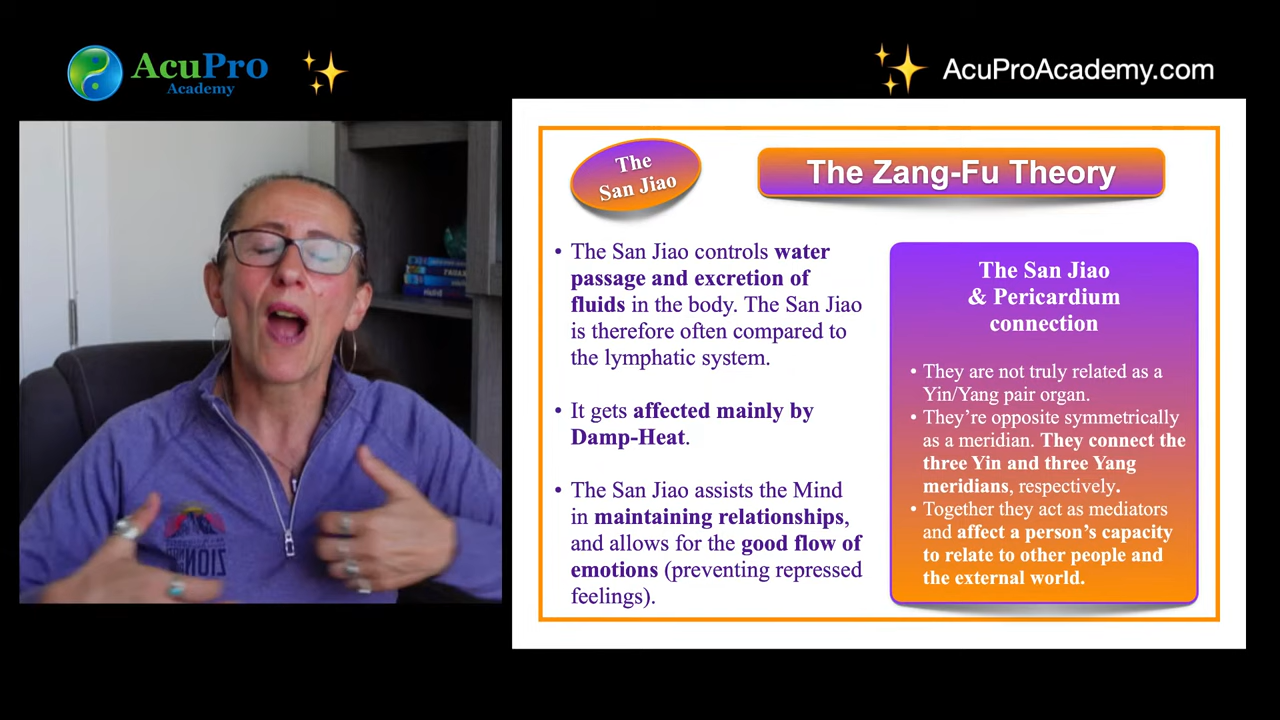 AcuPro
Academy
AcuProAcademy.com
The
San Jiao
The Zang-Fu Theory
• The San Jiao controls water
passage and excretion of
fluids in the body. The San Jiao
is therefore often compared to
the lymphatic system.
• It gets affected mainly by
Damp-Heat.
• The San Jiao assists the Mind
in maintaining relationships,
and allows for the good flow of
emotions (preventing repressed
feelings).
The San Jiao
& Pericardium
connection
• They are not truly related as a
Yin/Yang pair organ.
• They're opposite symmetrically
as a meridian. They connect the
three Yin and three Yang
meridians, respectively.
• Together they act as mediators
and affect a person's capacity
to relate to other people and
the external world.
ZION